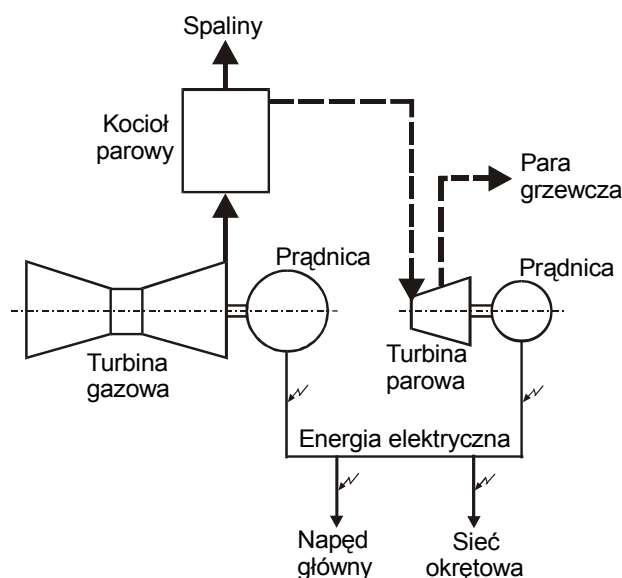 Spaliny
Kocioł
parowy
Para
grzewcza
Prądnica
Prądnica
Turbina
gazowa
Turbina
parowa
Energia elektryczna
Napęd
główny
Sieć
okrętowa